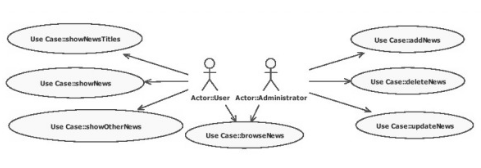 Use Case::showNewsTitles
Use Case::addNews
Use Case::showNews
Use Case::deleteNews
Actor::User
Actor::Administrator
Use Case::showOtherNews
Use Case::browseNews
Use Case::updateNews